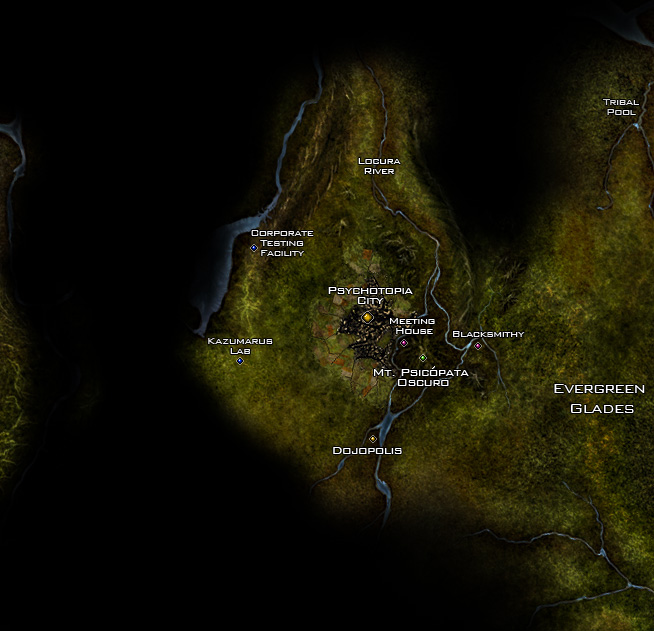 Tribal
Pool
Locura
River
Corporate
Testing
Facility
Psychotopia
City
Meeting
House
Blacksmithy
Kazumarus
Lab
Mt. Psicópata
Oscuro
Evergreen
Glades
Dojopolis